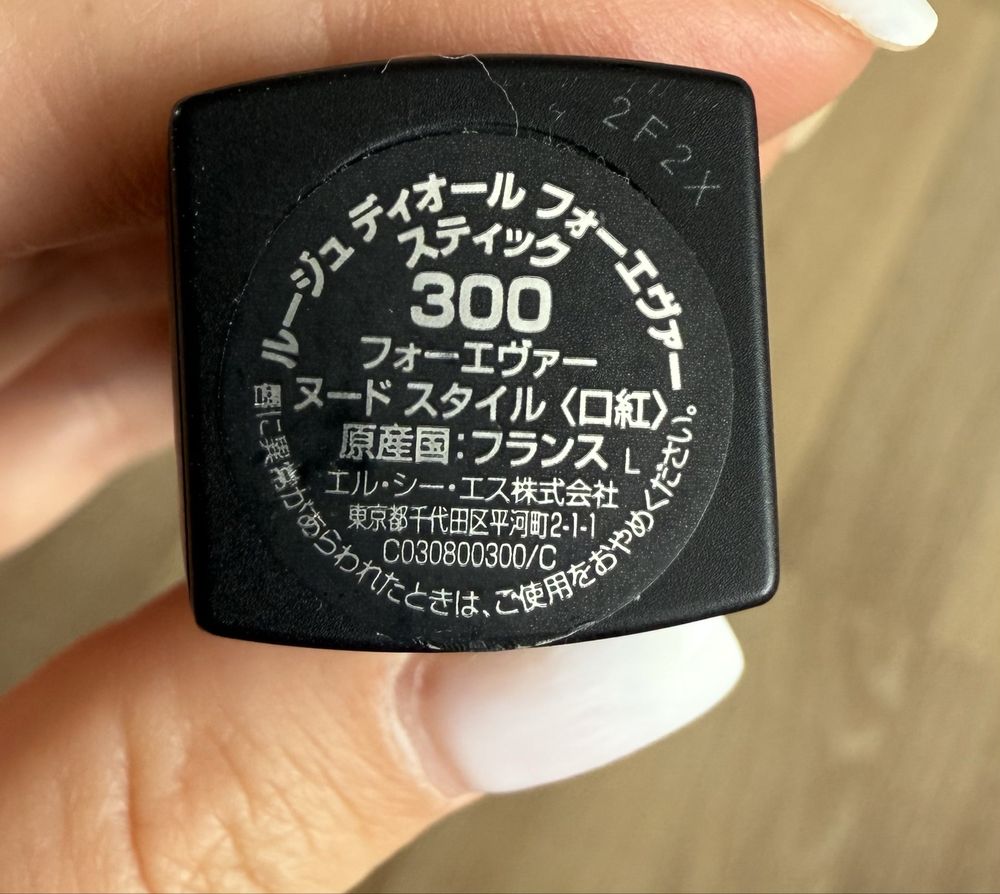 2F2X
ルージュ ディオール フォーエヴァー
スティック
300
フォーエヴァー
ヌード スタイル〈口紅〉
原産国:フランス L
エル・シー・エス株式会社
東京都千代田区平河町2-1-1
C030800300/C
に異常があらわれたときは、ご使用をおやめください。